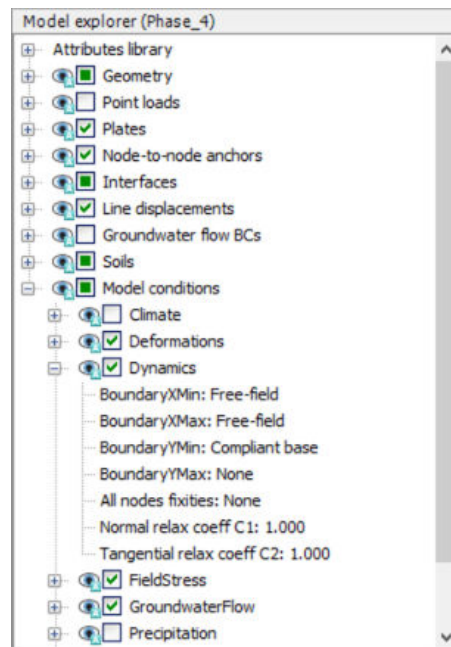 Model explorer (Phase_4)
Attributes library
Geometry
Point loads
Plates
Node-to-node anchors
Interfaces
Line displacements
Groundwater flow BCs
Soils
Model conditions
Climate
Deformations
Dynamics
BoundaryXMin: Free-field
BoundaryXMax: Free-field
BoundaryYMin: Compliant base
BoundaryYMax: None
All nodes fixities: None
Normal relax coeff C1: 1.000
Tangential relax coeff C2: 1.000
FieldStress
GroundwaterFlow
Precipitation